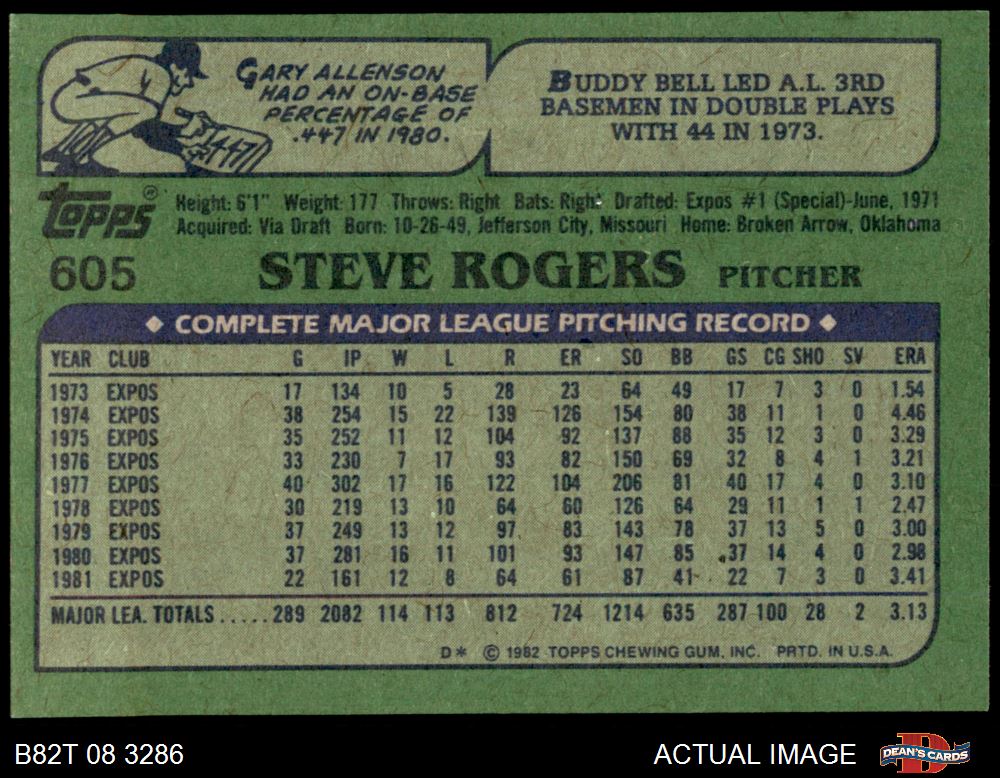 GARY ALLENSON
HAD AN ON-BASE
PERCENTAGE OF
.447 IN 1980.
.447
BUDDY BELL LED A.L. 3RD
BASEMEN IN DOUBLE PLAYS
WITH 44 IN 1973.
Topps®
Height: 6'1" Weight: 177 Throws: Right Bats: Right Drafted: Expos #1 (Special)-June, 1971
Acquired: Via Draft Born: 10-26-49, Jefferson City, Missouri Home: Broken Arrow, Oklahoma
605 STEVE ROGERS PITCHER
◆ COMPLETE MAJOR LEAGUE PITCHING RECORD ◆
YEAR CLUB G IP W L R ER SO BB GS CG SHO SV ERA
1973 EXPOS 17 134 10 5 28 23 64 49 17 7 3 0 1.54
1974 EXPOS 38 254 15 22 139 126 154 80 38 11 1 0 4.46
1975 EXPOS 35 252 11 12 104 92 137 88 35 12 3 0 3.29
1976 EXPOS 33 230 7 17 93 82 150 69 32 8 4 1 3.21
1977 EXPOS 40 302 17 16 122 104 206 81 40 17 4 0 3.10
1978 EXPOS 30 219 13 10 64 60 126 64 29 11 1 1 2.47
1979 EXPOS 37 249 13 12 97 83 143 78 37 13 5 0 3.00
1980 EXPOS 37 281 16 11 101 93 147 85 37 14 4 0 2.98
1981 EXPOS 22 161 12 8 64 61 87 41 22 7 3 0 3.41
MAJOR LEA. TOTALS ..... 289 2082 114 113 812 724 1214 635 287 100 28 2 3.13
D* © 1982 TOPPS CHEWING GUM, INC. PRTD. IN U.S.A.
B82T 08 3286 ACTUAL IMAGE DEAN'S CARDS